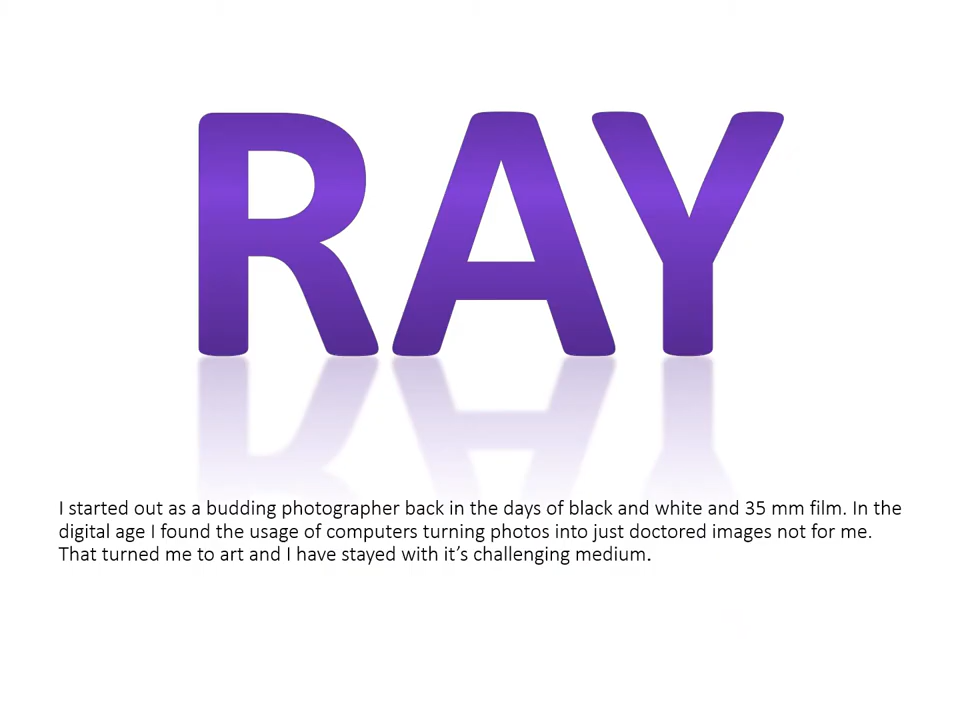 RAY
I started out as a budding photographer back in the days of black and white and 35 mm film. In the
digital age I found the usage of computers turning photos into just doctored images not for me.
That turned me to art and I have stayed with it’s challenging medium.